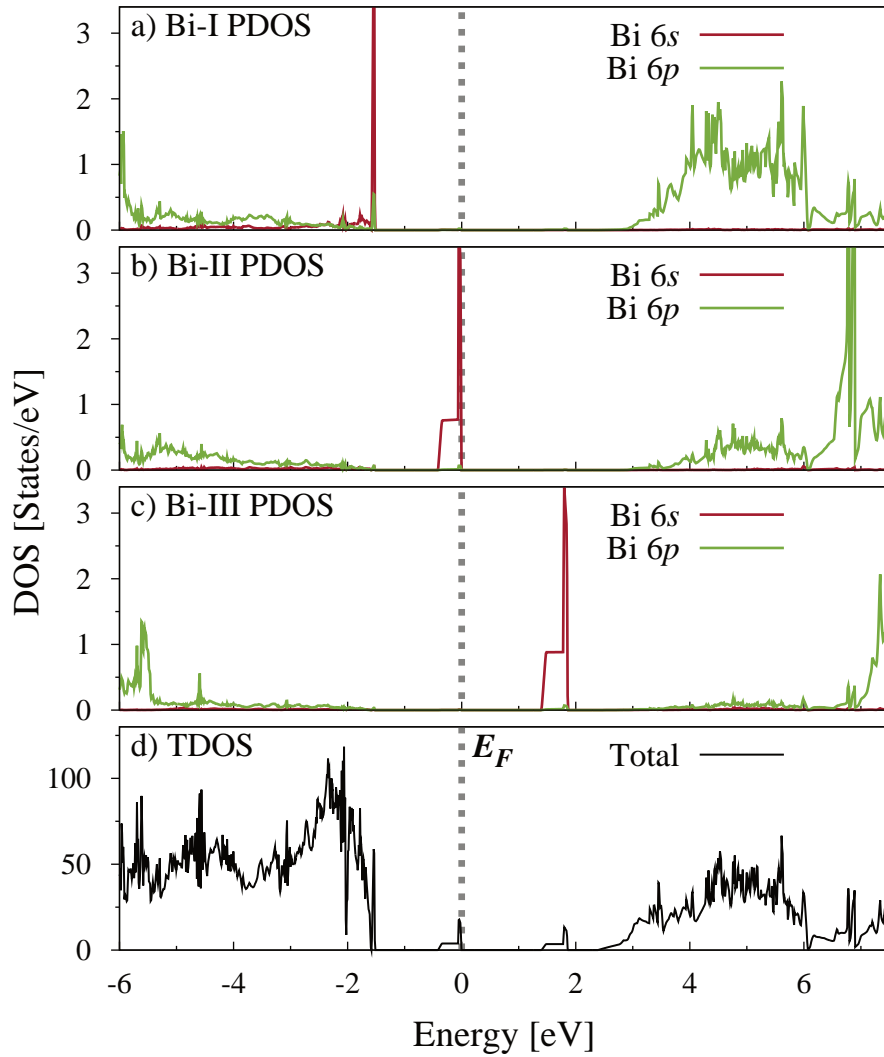 a) Bi-I PDOS
Bi 6s
Bi 6p
3
2
1
0
b) Bi-II PDOS
Bi 6s
Bi 6p
3
2
1
0
c) Bi-III PDOS
Bi 6s
Bi 6p
3
2
1
0
d) TDOS
E_F
Total
100
50
0
-6 -4 -2 0 2 4 6
Energy [eV]
DOS [States/eV]